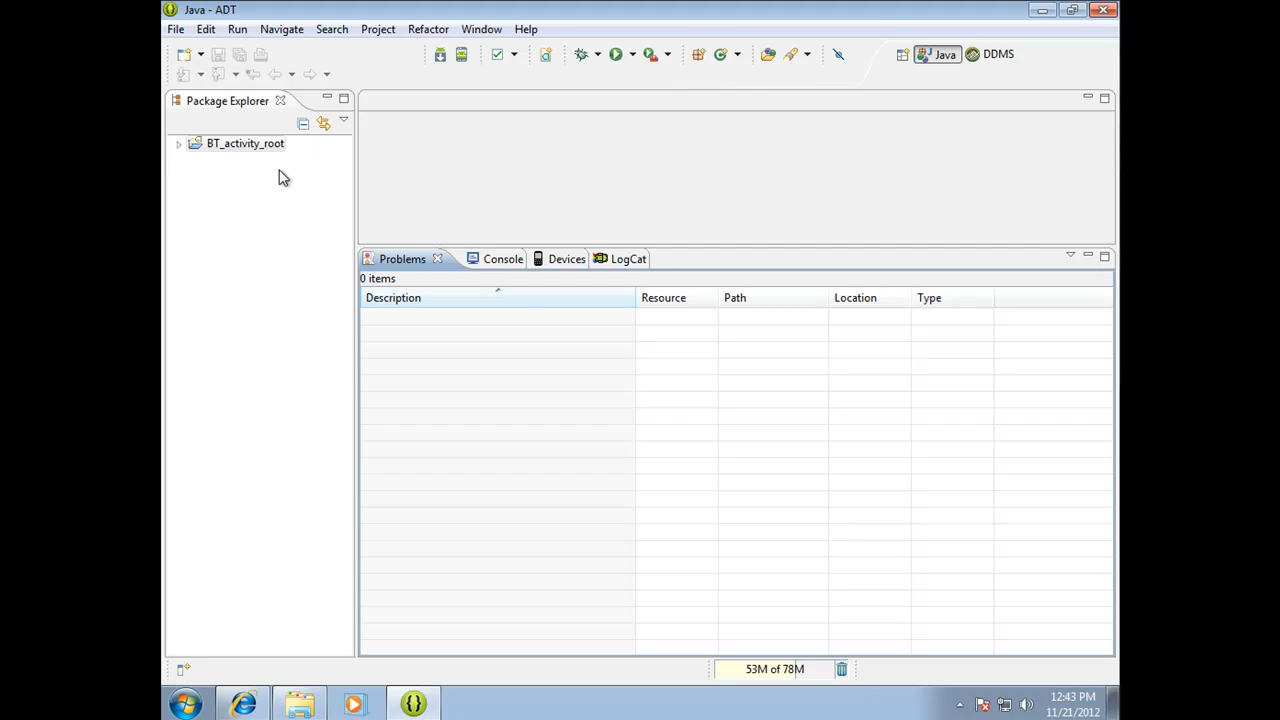 Java - ADT
File Edit Run Navigate Search Project Refactor Window Help
Java DDMS
Package Explorer
BT_activity_root
Problems Console Devices LogCat
0 items
Description Resource Path Location Type
53M of 78M
12:43 PM
11/21/2012